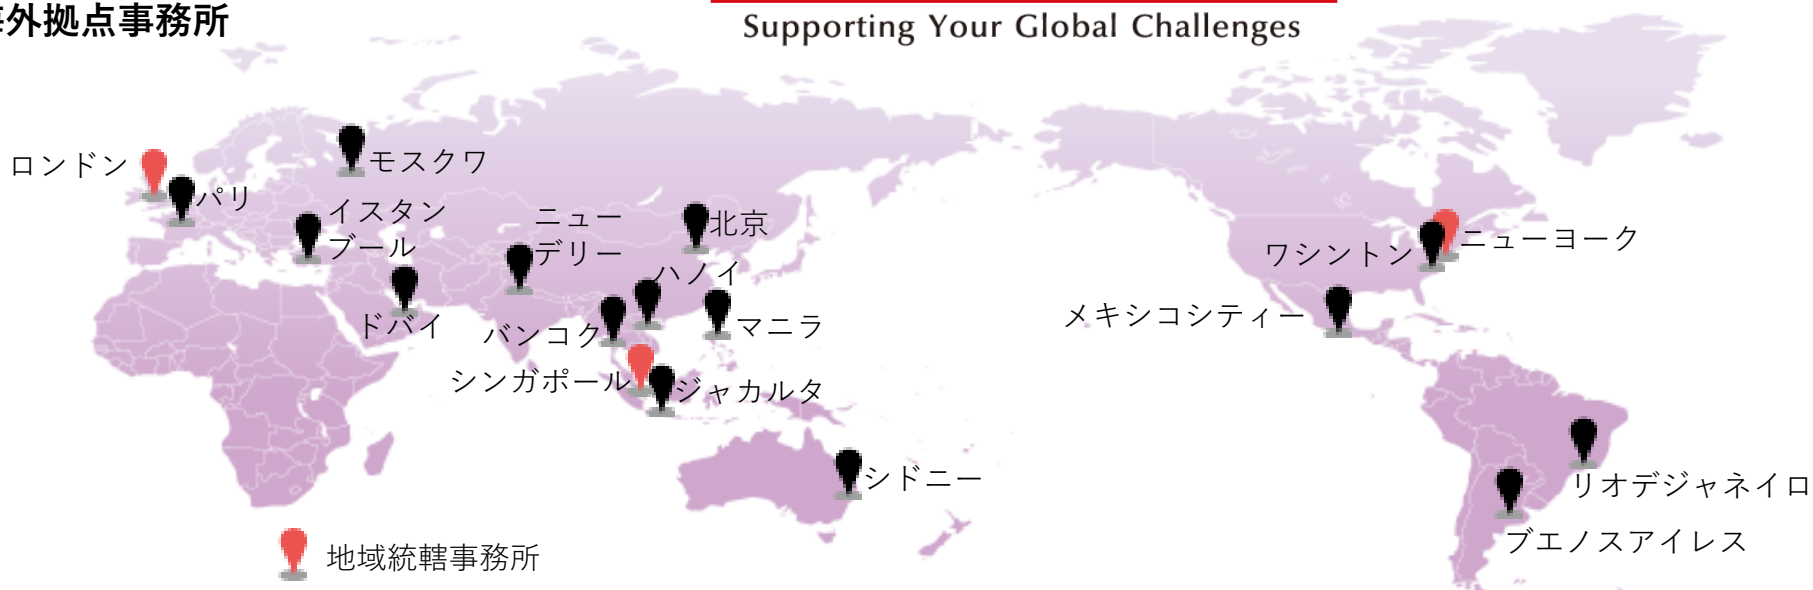 外拠点事務所
Supporting Your Global Challenges
ロンドン
モスクワ
パリ
イスタン
ブール
ニュー
デリー
北京
ハノイ
ドバイ
バンコク
マニラ
シンガポール
ジャカルタ
シドニー
ワシントン
ニューヨーク
メキシコシティー
リオデジャネイロ
ブエノスアイレス
地域統轄事務所